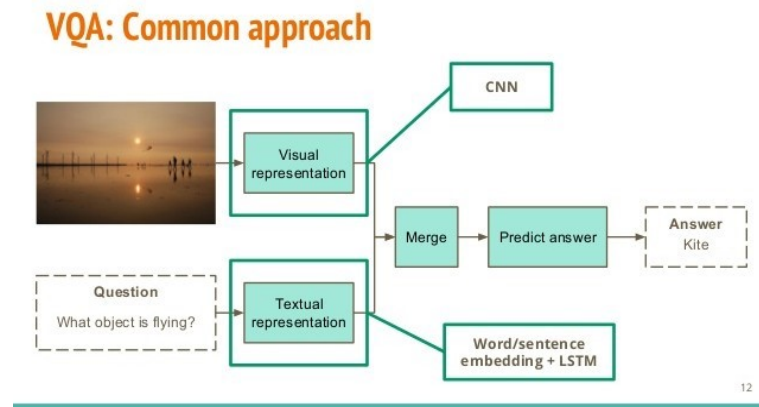 VQA: Common approach
CNN
Visual
representation
Merge
Predict answer
Answer
Kite
Question
What object is flying?
Textual
representation
Word/sentence
embedding + LSTM
12